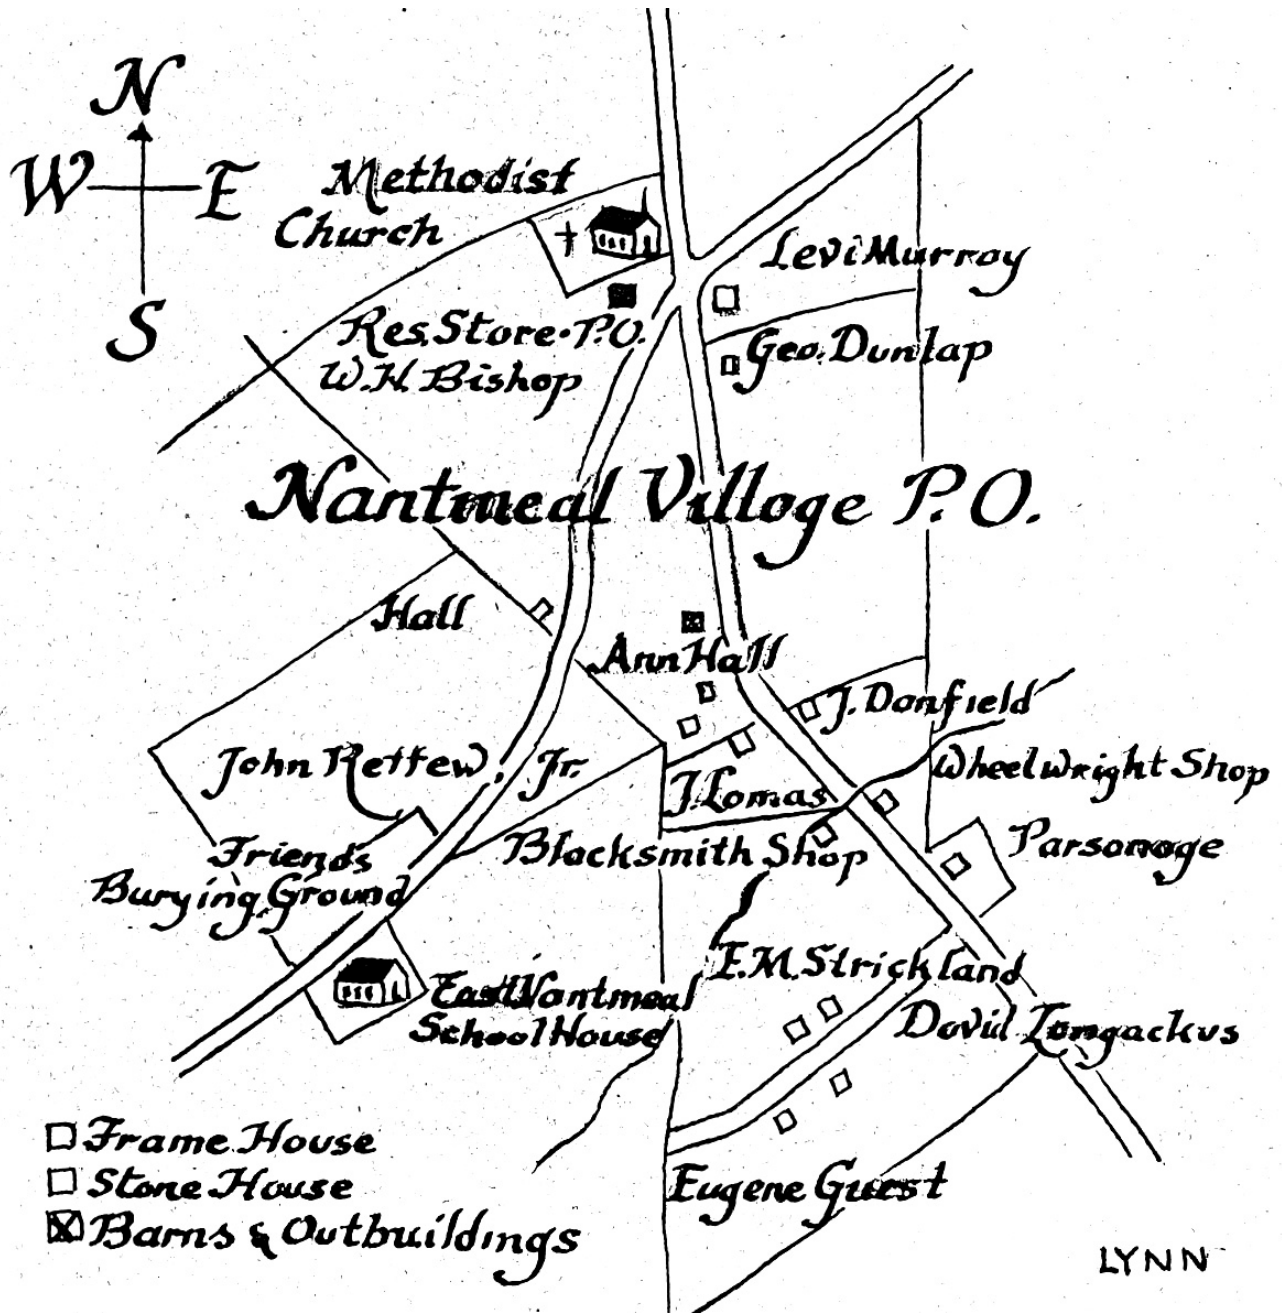 N
W E
S
Methodist
Church
Levi Murray
Res. Store. P.O.
W. H. Bishop
Geo. Dunlap
Nantmeal Village P.O.
Hall
Ann Hall
J. Danfield
John Rettew, Jr.
J. Lomas
Wheelwright Shop
Friends
Burying Ground
Blacksmith Shop
Parsonage
E. M. Strickland
East Nantmeal
School House
David Longackus
Eugene Guest
Frame House
Stone House
Barns & Outbuildings
LYNN